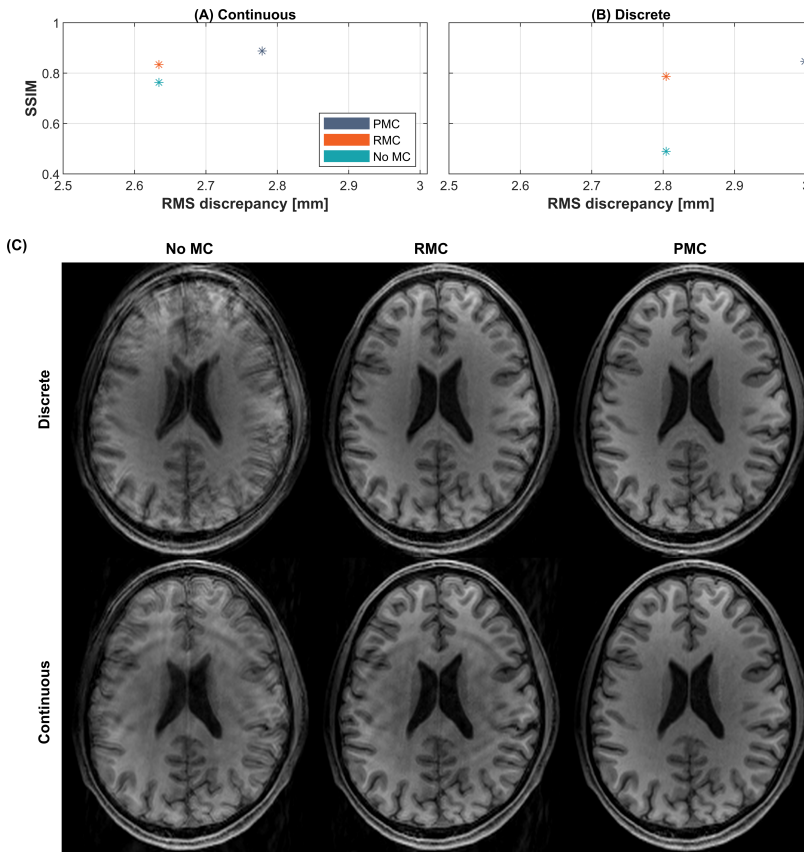 (A) Continuous
(B) Discrete
1
0.8
0.6
0.4
SSIM
PMC
RMC
No MC
2.5 2.6 2.7 2.8 2.9 3
2.5 2.6 2.7 2.8 2.9
RMS discrepancy [mm]
RMS discrepancy [mm]
(C)
No MC RMC PMC
Discrete
Continuous